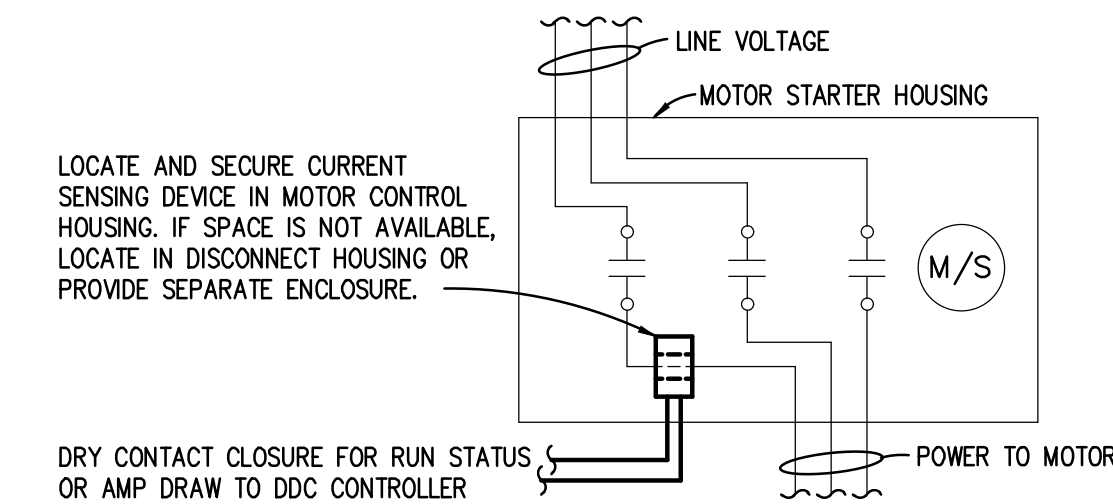 LINE VOLTAGE
MOTOR STARTER HOUSING
LOCATE AND SECURE CURRENT
SENSING DEVICE IN MOTOR CONTROL
HOUSING. IF SPACE IS NOT AVAILABLE,
LOCATE IN DISCONNECT HOUSING OR
PROVIDE SEPARATE ENCLOSURE.
M/S
DRY CONTACT CLOSURE FOR RUN STATUS
OR AMP DRAW TO DDC CONTROLLER
POWER TO MOTOR